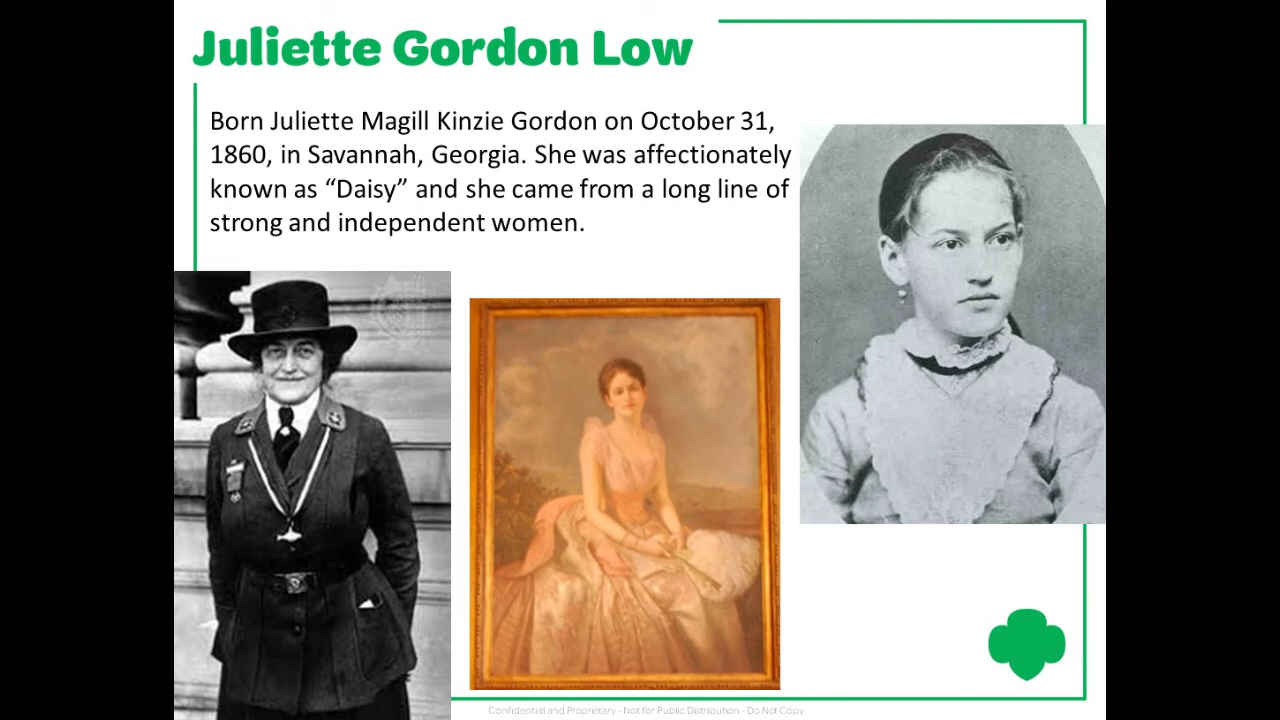 Juliette Gordon Low
Born Juliette Magill Kinzie Gordon on October 31,
1860, in Savannah, Georgia. She was affectionately
known as “Daisy” and she came from a long line of
strong and independent women.
Confidential and Proprietary - Not for Public Distribution - Do Not Copy